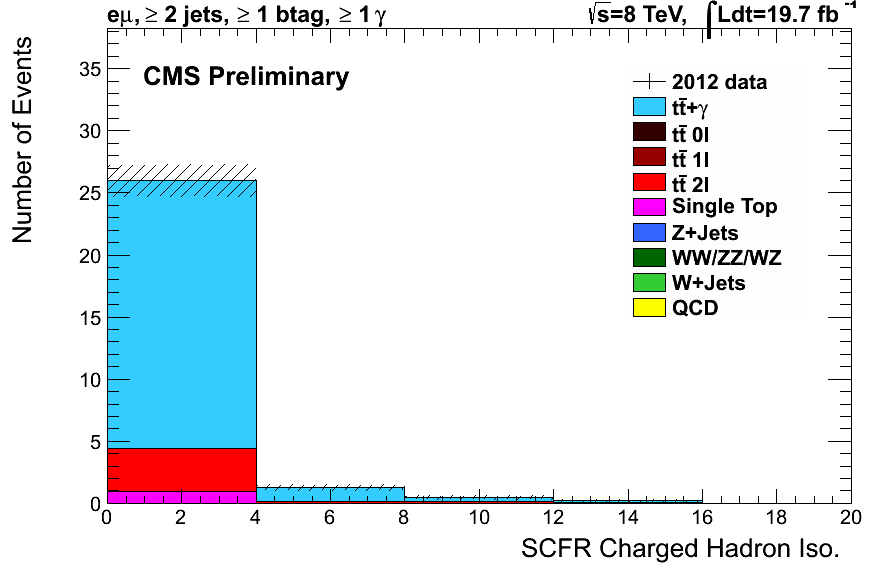 eμ, ≥ 2 jets, ≥ 1 btag, ≥ 1 γ
√s=8 TeV, ∫Ldt=19.7 fb⁻¹
CMS Preliminary
2012 data
tt̄+γ
tt̄ 0l
tt̄ 1l
tt̄ 2l
Single Top
Z+Jets
WW/ZZ/WZ
W+Jets
QCD
Number of Events
35
30
25
20
15
10
5
0
0 2 4 6 8 10 12 14 16 18 20
SCFR Charged Hadron Iso.